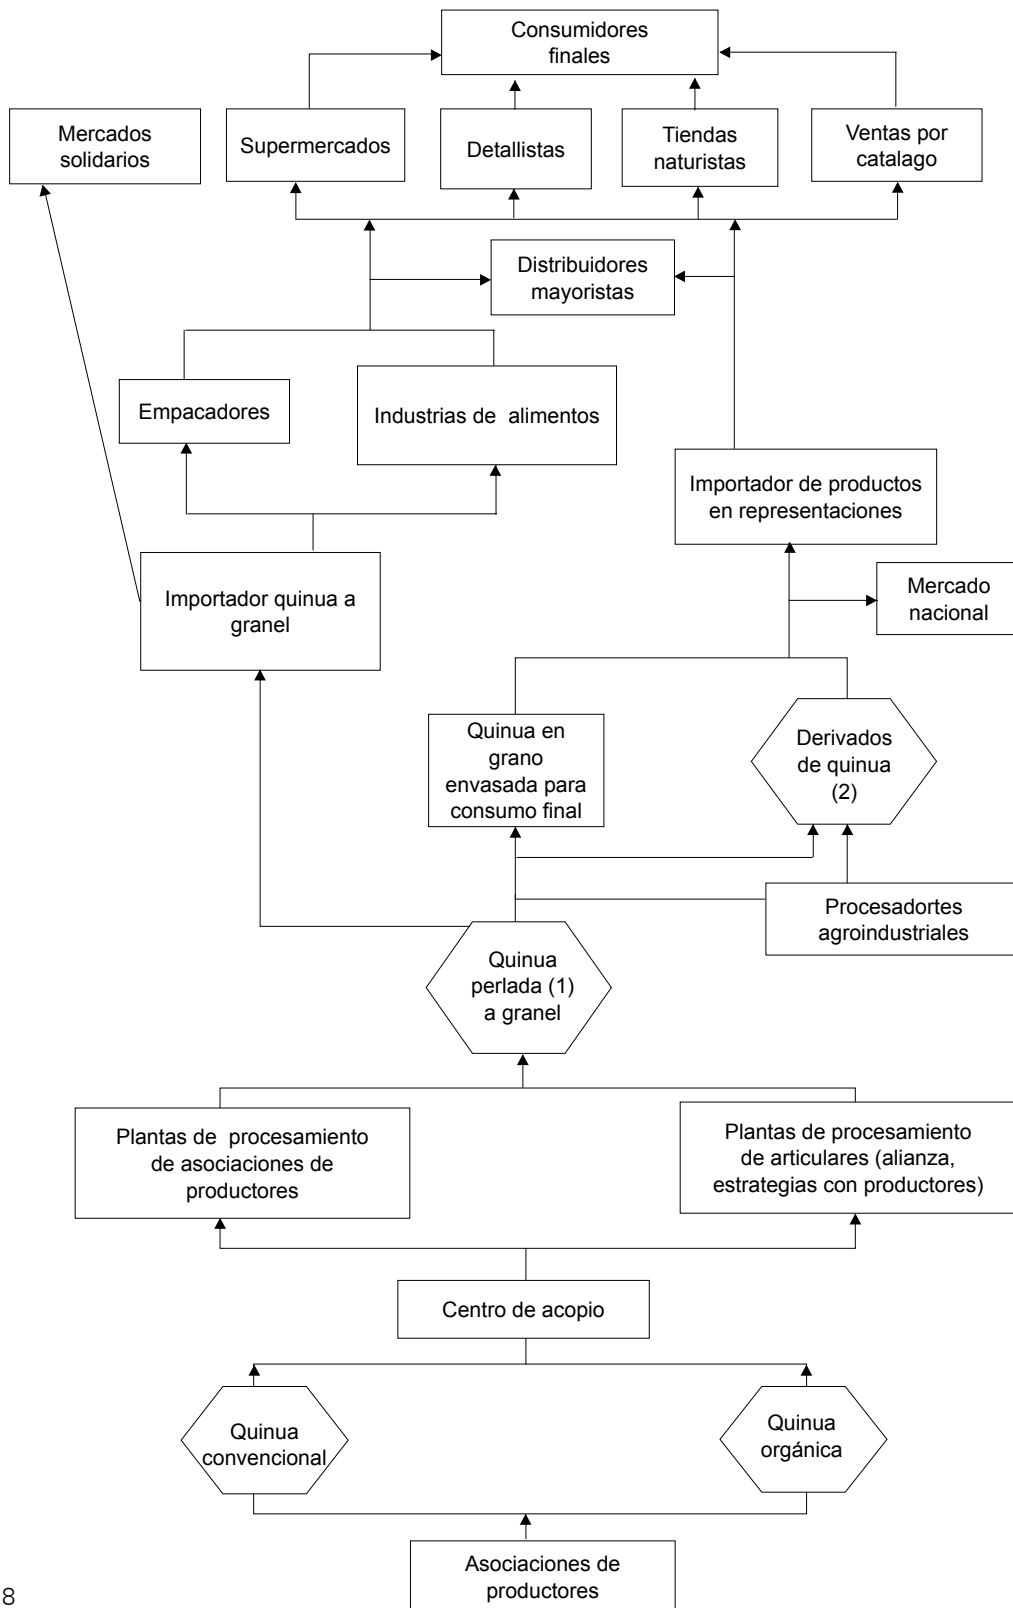 Consumidores
finales
Mercados
solidarios
Supermercados
Detallistas
Tiendas
naturistas
Ventas por
catalago
Distribuidores
mayoristas
Empacadores
Industrias de  alimentos
Importador de productos
en representaciones
Importador quinua a
granel
Mercado
nacional
Quinua en
grano
envasada para
consumo final
Derivados
de quinua
(2)
Procesadortes
agroindustriales
Quinua
perlada (1)
a granel
Plantas de  procesamiento
de asociaciones de
productores
Plantas de procesamiento
de articulares (alianza,
estrategias con productores)
Centro de acopio
Quinua
convencional
Quinua
orgánica
Asociaciones de
productores
8